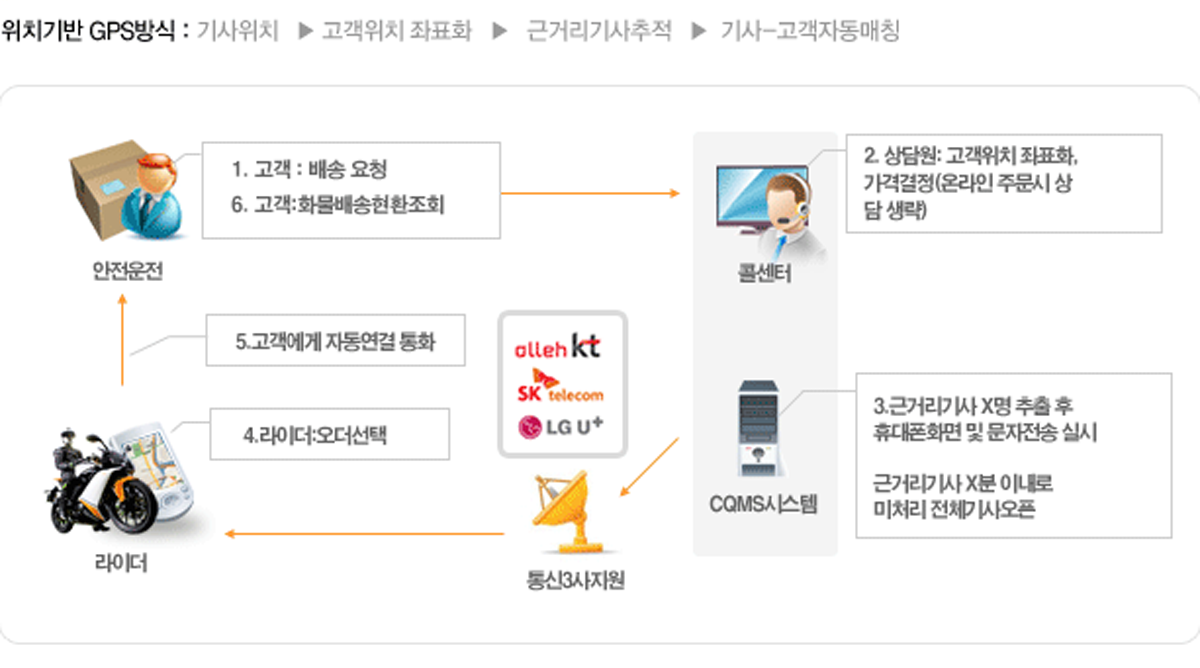 위치기반 GPS방식 : 기사위치 ▶ 고객위치 좌표화 ▶ 근거리기사추적 ▶ 기사-고객자동매칭
1. 고객 : 배송 요청
6. 고객:화물배송현환조회
안전운전
2. 상담원: 고객위치 좌표화,
가격결정(온라인 주문시 상
담 생략)
콜센터
5.고객에게 자동연결 통화
olleh kt
SK telecom
LG U+
4.라이더:오더선택
3.근거리기사 X명 추출 후
휴대폰화면 및 문자전송 실시
근거리기사 X분 이내로
미처리 전체기사오픈
CQMS시스템
라이더
통신3사지원